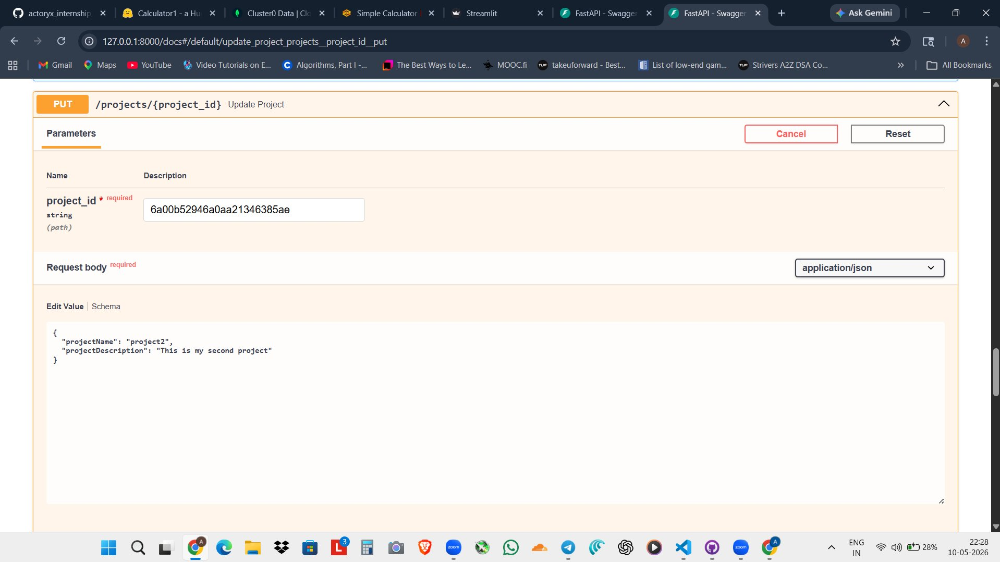 actoryx_internship
Calculator1 - a Hu
Cluster0 Data | Clo
Simple Calculator
Streamlit
FastAPI - Swagger
FastAPI - Swagger
Ask Gemini
127.0.0.1:8000/docs#/default/update_project_projects__project_id__put
A
Gmail
Maps
YouTube
Video Tutorials on E...
Algorithms, Part I -...
The Best Ways to Le...
MOOC.fi
takeuforward - Best...
List of low-end gam...
Strivers A2Z DSA Co...
All Bookmarks
PUT /projects/{project_id} Update Project
Parameters
Cancel
Reset
Name Description
project_id * required
string
(path)
6a00b52946a0aa21346385ae
Request body required
application/json
Edit Value | Schema
{
"projectName": "project2",
"projectDescription": "This is my second project"
}
ENG
IN
28%
22:28
10-05-2026